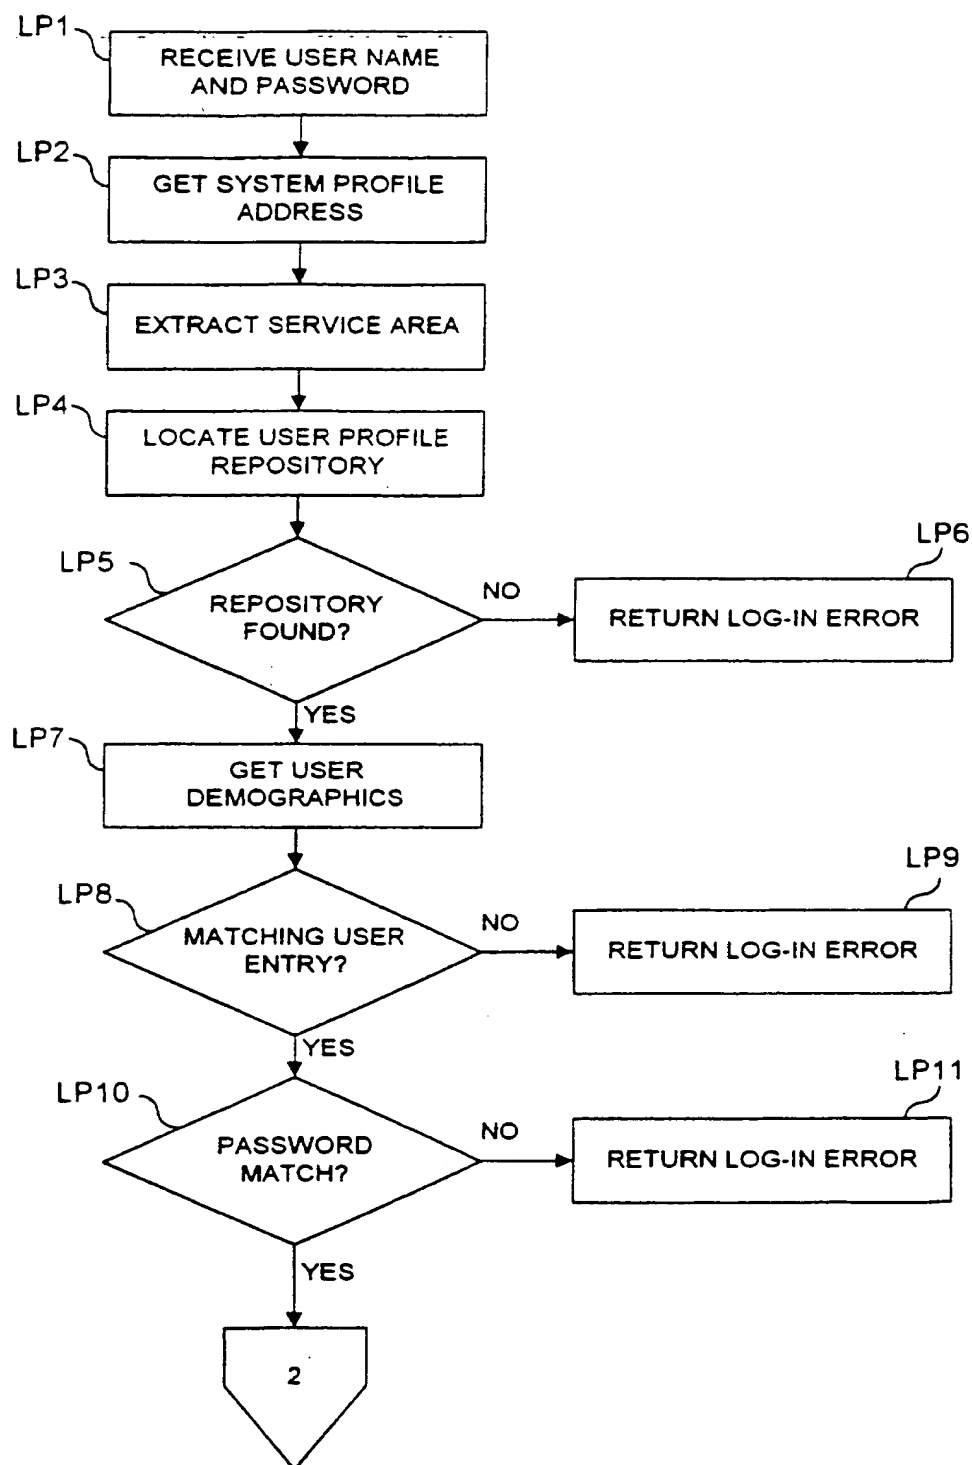 LP1
RECEIVE USER NAME
AND PASSWORD
LP2
GET SYSTEM PROFILE
ADDRESS
LP3
EXTRACT SERVICE AREA
LP4
LOCATE USER PROFILE
REPOSITORY
LP5
REPOSITORY
FOUND?
NO
LP6
RETURN LOG-IN ERROR
YES
LP7
GET USER
DEMOGRAPHICS
LP8
MATCHING USER
ENTRY?
NO
LP9
RETURN LOG-IN ERROR
YES
LP10
PASSWORD
MATCH?
NO
LP11
RETURN LOG-IN ERROR
YES
2